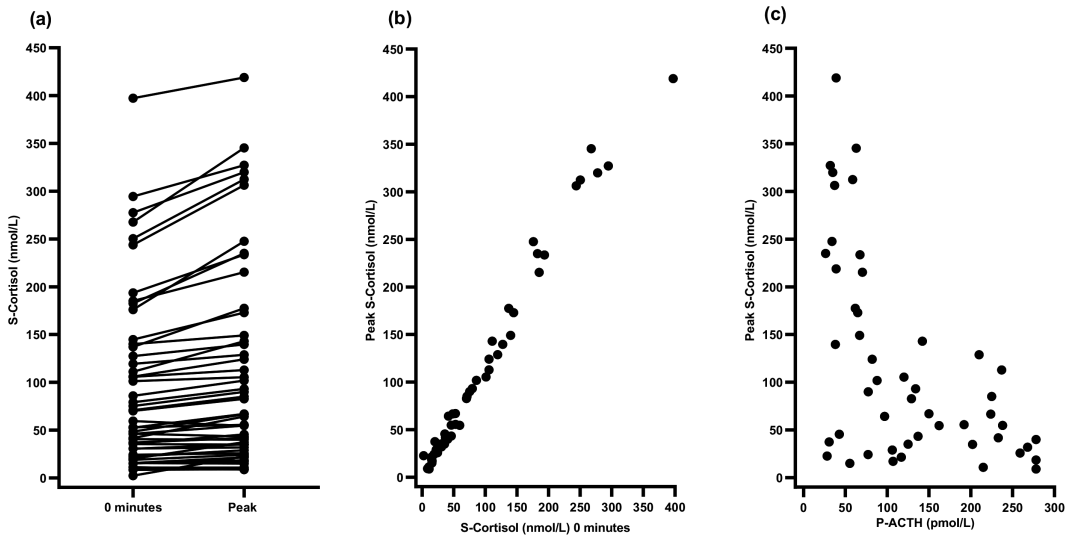 (a)
S-Cortisol (nmol/L)
450
400
350
300
250
200
150
100
50
0
0 minutes Peak
(b)
Peak S-Cortisol (nmol/L)
450
400
350
300
250
200
150
100
50
0
0 50 100 150 200 250 300 350 400
S-Cortisol (nmol/L) 0 minutes
(c)
Peak S-Cortisol (nmol/L)
450
400
350
300
250
200
150
100
50
0
0 50 100 150 200 250 300
P-ACTH (pmol/L)